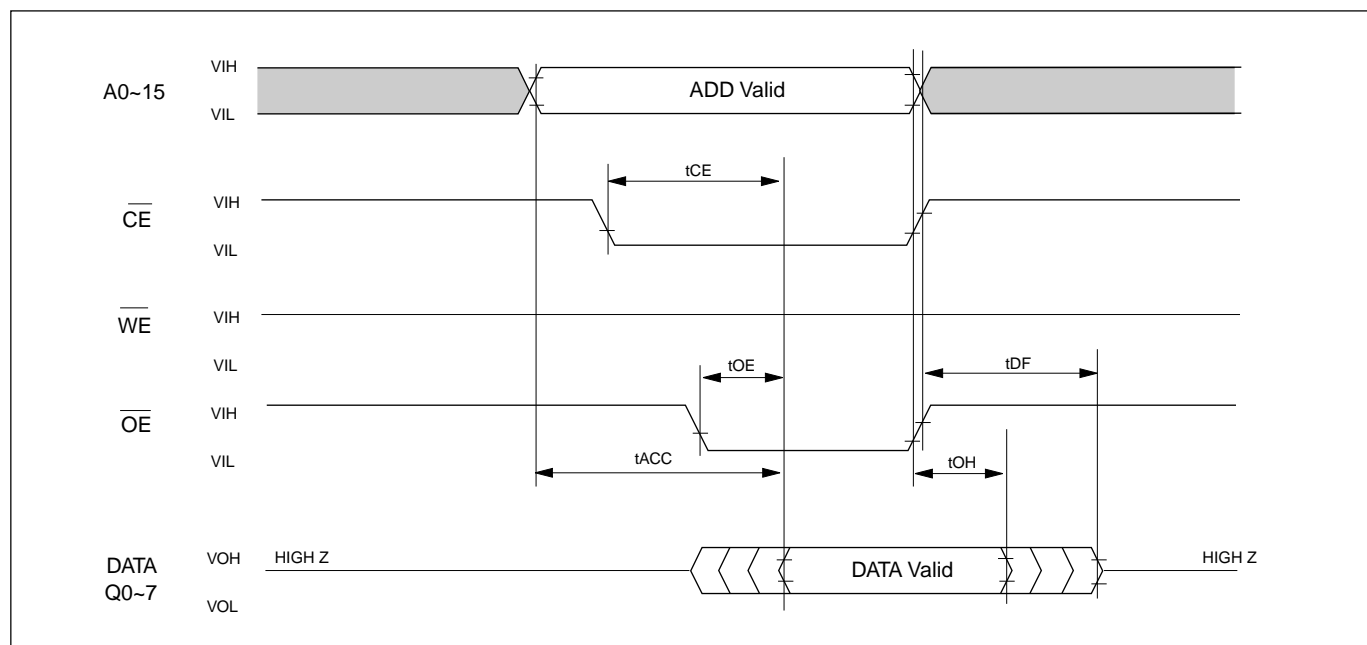 A0~15
VIH
VIL
ADD Valid
tCE
CE
VIH
VIL
WE
VIH
VIL
tOE
tDF
OE
VIH
VIL
tACC
tOH
DATA
Q0~7
VOH
VOL
HIGH Z
DATA Valid
HIGH Z